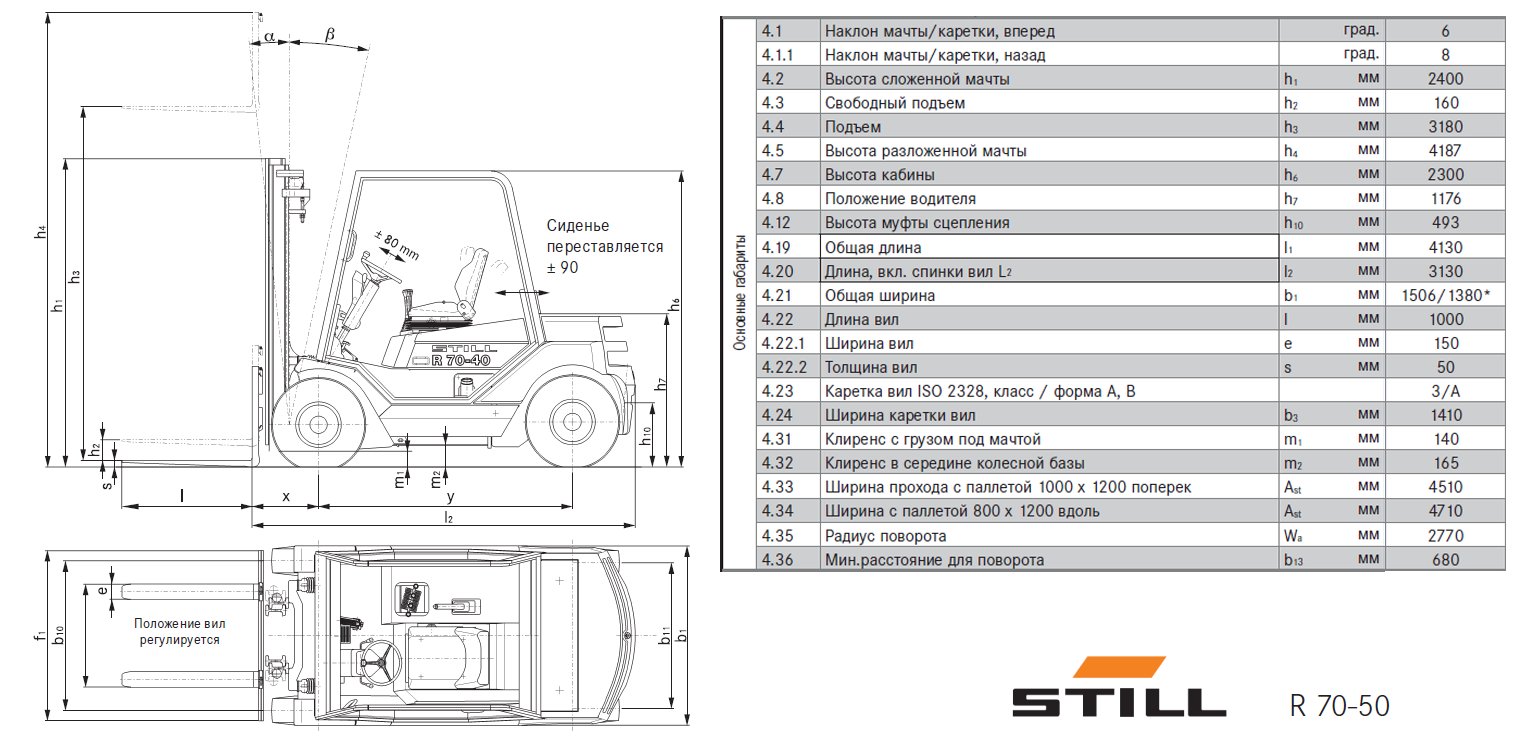 α
β
h4
h3
h1
± 80 mm
Сиденье
переставляется
± 90
h6
STILL
R 70-40
h7
h10
h2
s
m1
m2
l
x
y
l2
e
f1
b10
Положение вил
регулируется
b11
b1
Основные габариты
4.1 Наклон мачты/каретки, вперед град. 6
4.1.1 Наклон мачты/каретки, назад град. 8
4.2 Высота сложенной мачты h1 мм 2400
4.3 Свободный подъем h2 мм 160
4.4 Подъем h3 мм 3180
4.5 Высота разложенной мачты h4 мм 4187
4.7 Высота кабины h6 мм 2300
4.8 Положение водителя h7 мм 1176
4.12 Высота муфты сцепления h10 мм 493
4.19 Общая длина l1 мм 4130
4.20 Длина, вкл. спинки вил L2 l2 мм 3130
4.21 Общая ширина b1 мм 1506/1380*
4.22 Длина вил l мм 1000
4.22.1 Ширина вил e мм 150
4.22.2 Толщина вил s мм 50
4.23 Каретка вил ISO 2328, класс / форма A, B 3/A
4.24 Ширина каретки вил b3 мм 1410
4.31 Клиренс с грузом под мачтой m1 мм 140
4.32 Клиренс в середине колесной базы m2 мм 165
4.33 Ширина прохода с паллетой 1000 x 1200 поперек Ast мм 4510
4.34 Ширина с паллетой 800 x 1200 вдоль Ast мм 4710
4.35 Радиус поворота Wa мм 2770
4.36 Мин.расстояние для поворота b13 мм 680
STILL
R 70-50